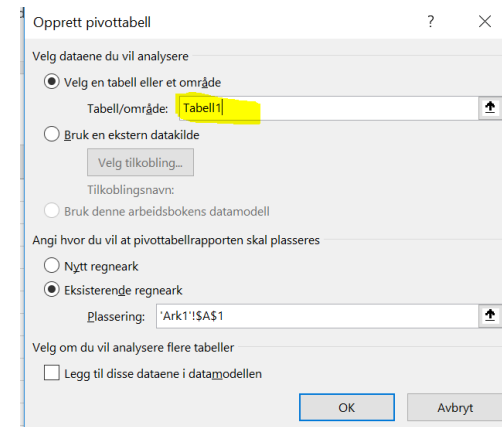 Opprett pivottabell ?
Velg dataene du vil analysere
Velg en tabell eller et område
Tabell/område: Tabell1
Bruk en ekstern datakilde
Velg tilkobling...
Tilkoblingsnavn:
Bruk denne arbeidsbokens datamodell
Angi hvor du vil at pivottabellrapporten skal plasseres
Nytt regneark
Eksisterende regneark
Plassering: 'Ark1'!$A$1
Velg om du vil analysere flere tabeller
Legg til disse dataene i datamodellen
OK Avbryt